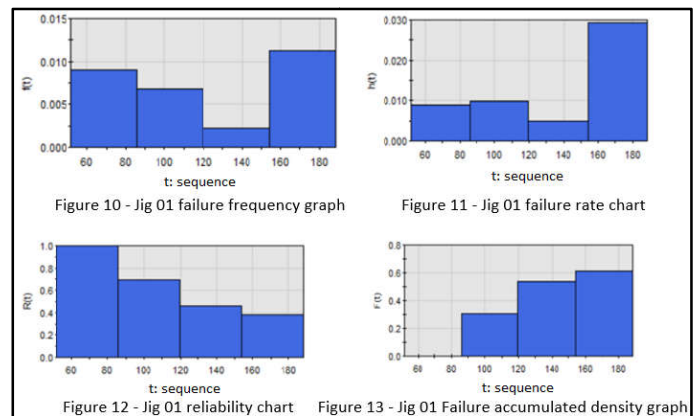 0.015
0.010
0.005
0.000
f(t)
60 80 100 120 140 160 180
t: sequence
Figure 10 - Jig 01 failure frequency graph
0.030
0.020
0.010
0.000
h(t)
60 80 100 120 140 160 180
t: sequence
Figure 11 - Jig 01 failure rate chart
1.0
0.8
0.6
0.4
0.2
0.0
R(t)
60 80 100 120 140 160 180
t: sequence
Figure 12 - Jig 01 reliability chart
0.8
0.6
0.4
0.2
0.0
F(t)
60 80 100 120 140 160 180
t: sequence
Figure 13 - Jig 01 Failure accumulated density graph